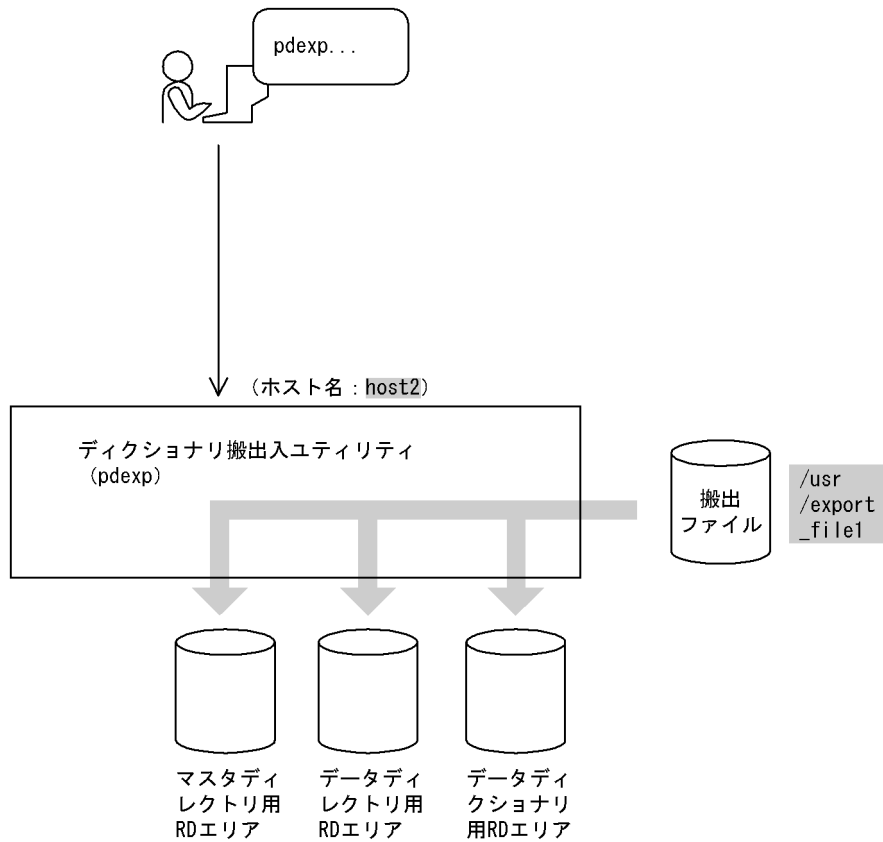 pdexp...
（ホスト名：host2）
ディクショナリ搬出入ユティリティ
（pdexp）
搬出
ファイル
/usr
/export
_file1
マスタディ
レクトリ用
RDエリア
データディ
レクトリ用
RDエリア
データディ
クショナリ
用RDエリア